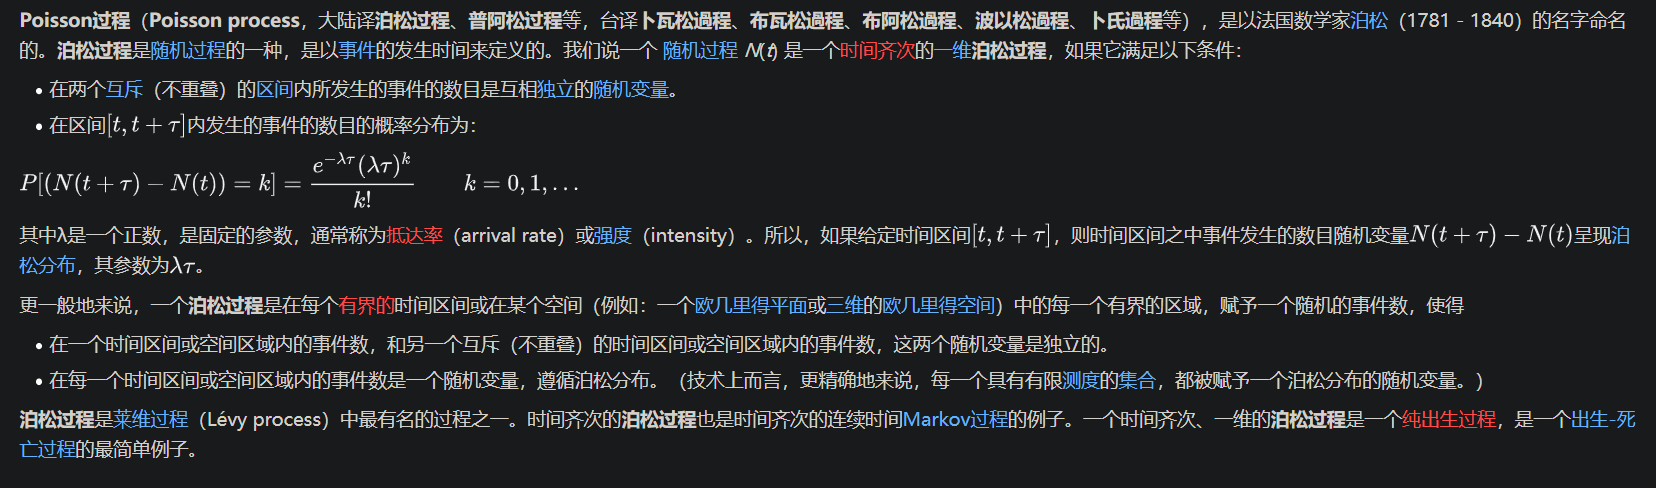 Poisson过程（Poisson process，大陆译泊松过程、普阿松过程等，台译卜瓦松過程、布瓦松過程、布阿松過程、波以松過程、卜氏過程等），是以法国数学家泊松（1781 - 1840）的名字命名
的。泊松过程是随机过程的一种，是以事件的发生时间来定义的。我们说一个 随机过程 N(t) 是一个时间齐次的一维泊松过程，如果它满足以下条件：
• 在两个互斥（不重叠）的区间内所发生的事件的数目是互相独立的随机变量。
• 在区间[t, t + τ]内发生的事件的数目的概率分布为：
P[(N(t + τ) − N(t)) = k] = \frac{e^{−λτ}(λτ)^k}{k!} k = 0, 1, …
其中λ是一个正数，是固定的参数，通常称为抵达率（arrival rate）或强度（intensity）。所以，如果给定时间区间[t, t + τ]，则时间区间之中事件发生的数目随机变量N(t + τ) − N(t)呈现泊
松分布，其参数为λτ。
更一般地来说，一个泊松过程是在每个有界的时间区间或在某个空间（例如：一个欧几里得平面或三维的欧几里得空间）中的每一个有界的区域，赋予一个随机的事件数，使得
• 在一个时间区间或空间区域内的事件数，和另一个互斥（不重叠）的时间区间或空间区域内的事件数，这两个随机变量是独立的。
• 在每一个时间区间或空间区域内的事件数是一个随机变量，遵循泊松分布。（技术上而言，更精确地来说，每一个具有有限测度的集合，都被赋予一个泊松分布的随机变量。）
泊松过程是莱维过程（Lévy process）中最有名的过程之一。时间齐次的泊松过程也是时间齐次的连续时间Markov过程的例子。一个时间齐次、一维的泊松过程是一个纯出生过程，是一个出生-死
亡过程的最简单例子。